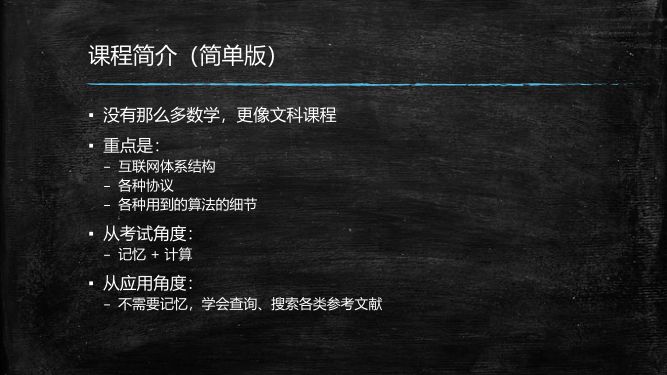 课程简介（简单版）
▪ 没有那么多数学，更像文科课程
▪ 重点是：
– 互联网体系结构
– 各种协议
– 各种用到的算法的细节
▪ 从考试角度：
– 记忆 + 计算
▪ 从应用角度：
– 不需要记忆，学会查询、搜索各类参考文献